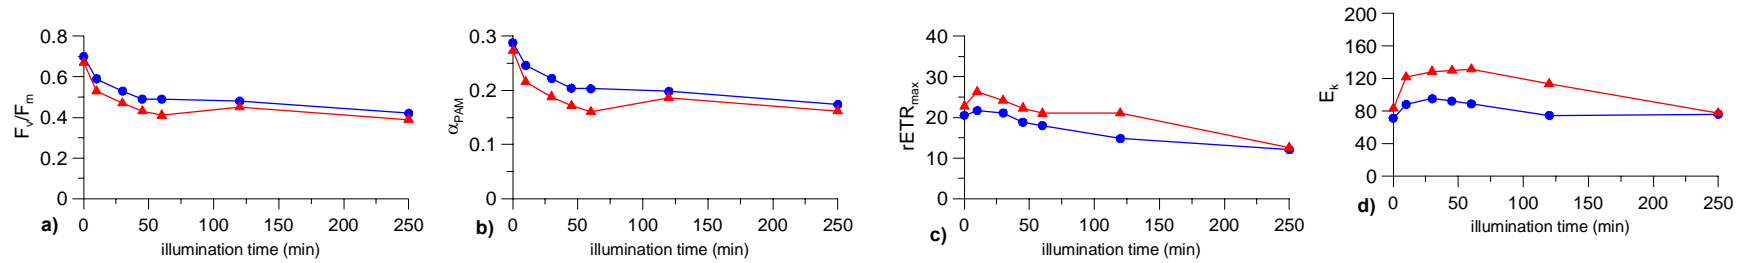 0.8
0.6
0.4
0.2
0
Fv/Fm
0 50 100 150 200 250
a)
illumination time (min)
0.3
0.2
0.1
0
αPAM
0 50 100 150 200 250
b)
illumination time (min)
40
30
20
10
0
rETRmax
0 50 100 150 200 250
c)
illumination time (min)
200
160
120
80
40
0
Ek
0 50 100 150 200 250
d)
illumination time (min)